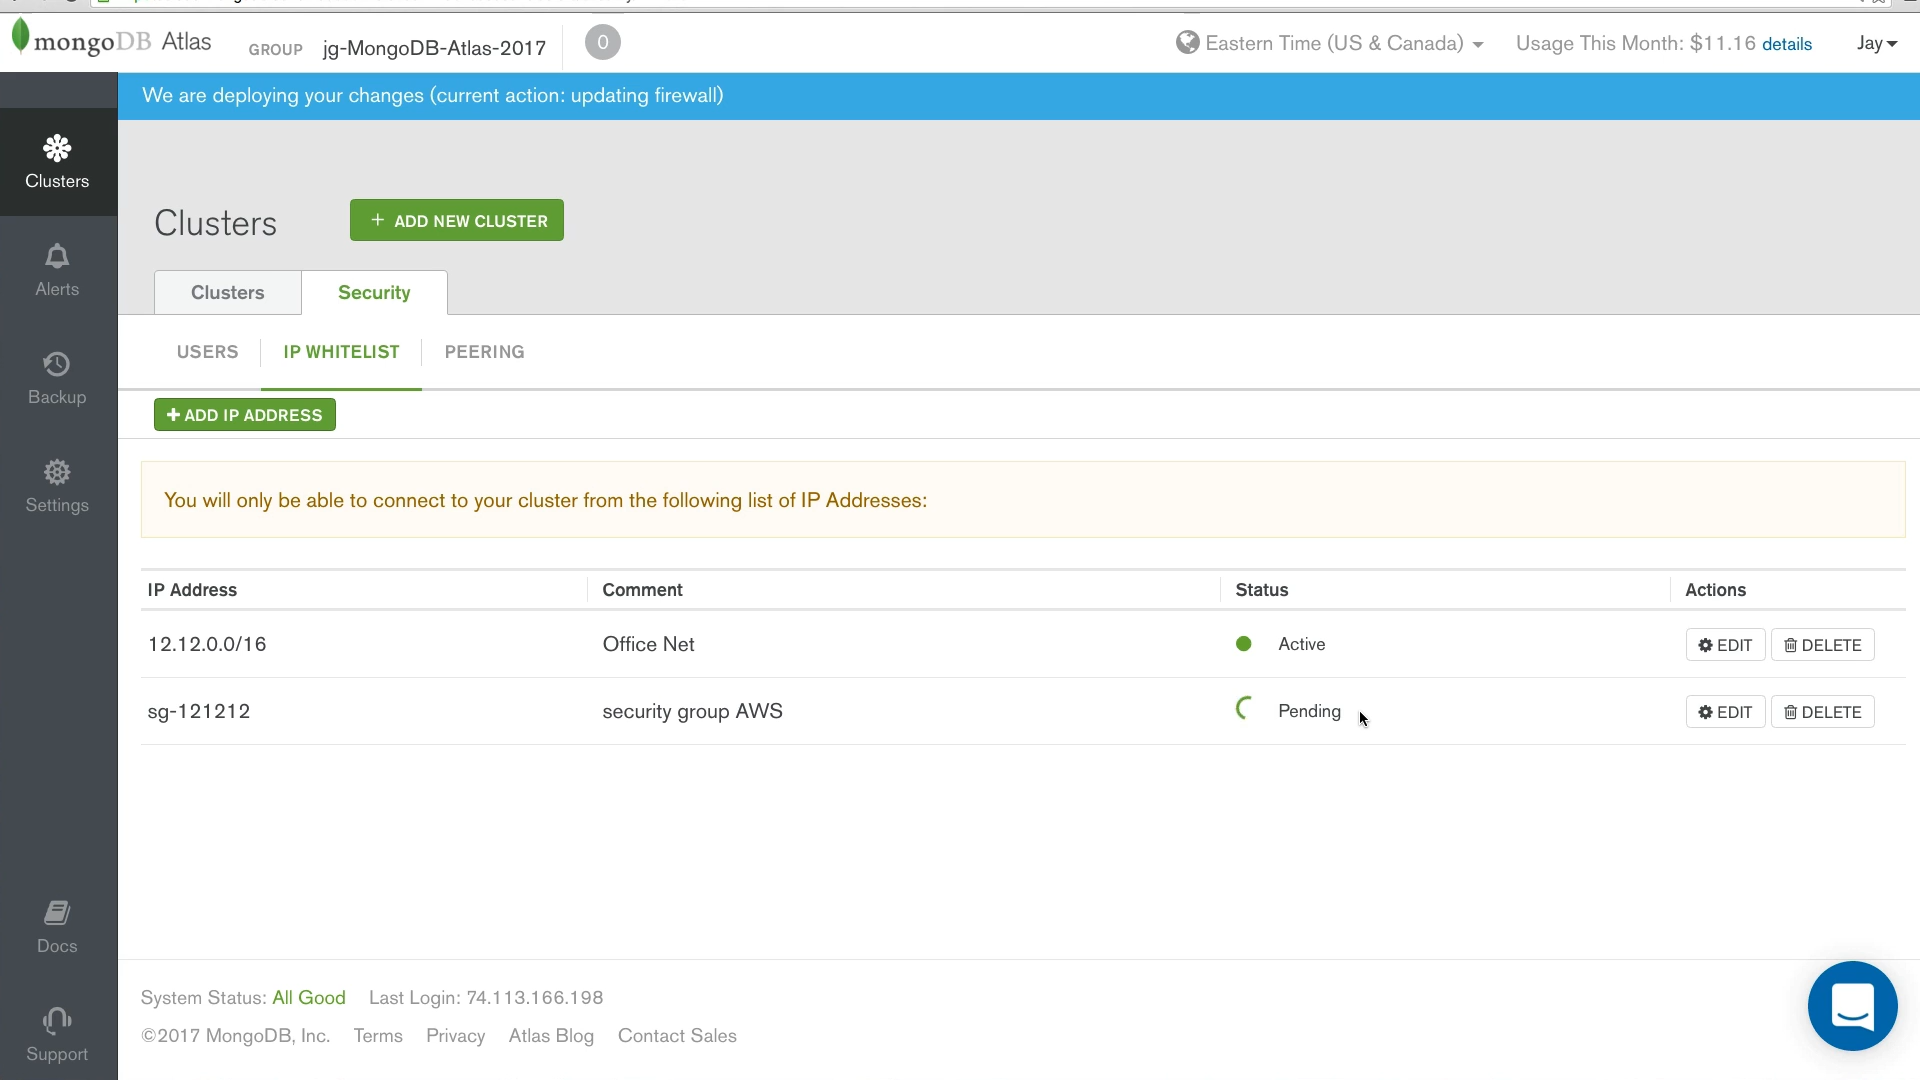 mongoDB Atlas GROUP jg-MongoDB-Atlas-2017 0 Eastern Time (US & Canada) Usage This Month: $11.16 details Jay
We are deploying your changes (current action: updating firewall)
Clusters
Alerts
Backup
Settings
Docs
Support
Clusters + ADD NEW CLUSTER
Clusters Security
USERS IP WHITELIST PEERING
+ ADD IP ADDRESS
You will only be able to connect to your cluster from the following list of IP Addresses:
IP Address Comment Status Actions
12.12.0.0/16 Office Net Active EDIT DELETE
sg-121212 security group AWS Pending EDIT DELETE
System Status: All Good Last Login: 74.113.166.198
©2017 MongoDB, Inc. Terms Privacy Atlas Blog Contact Sales